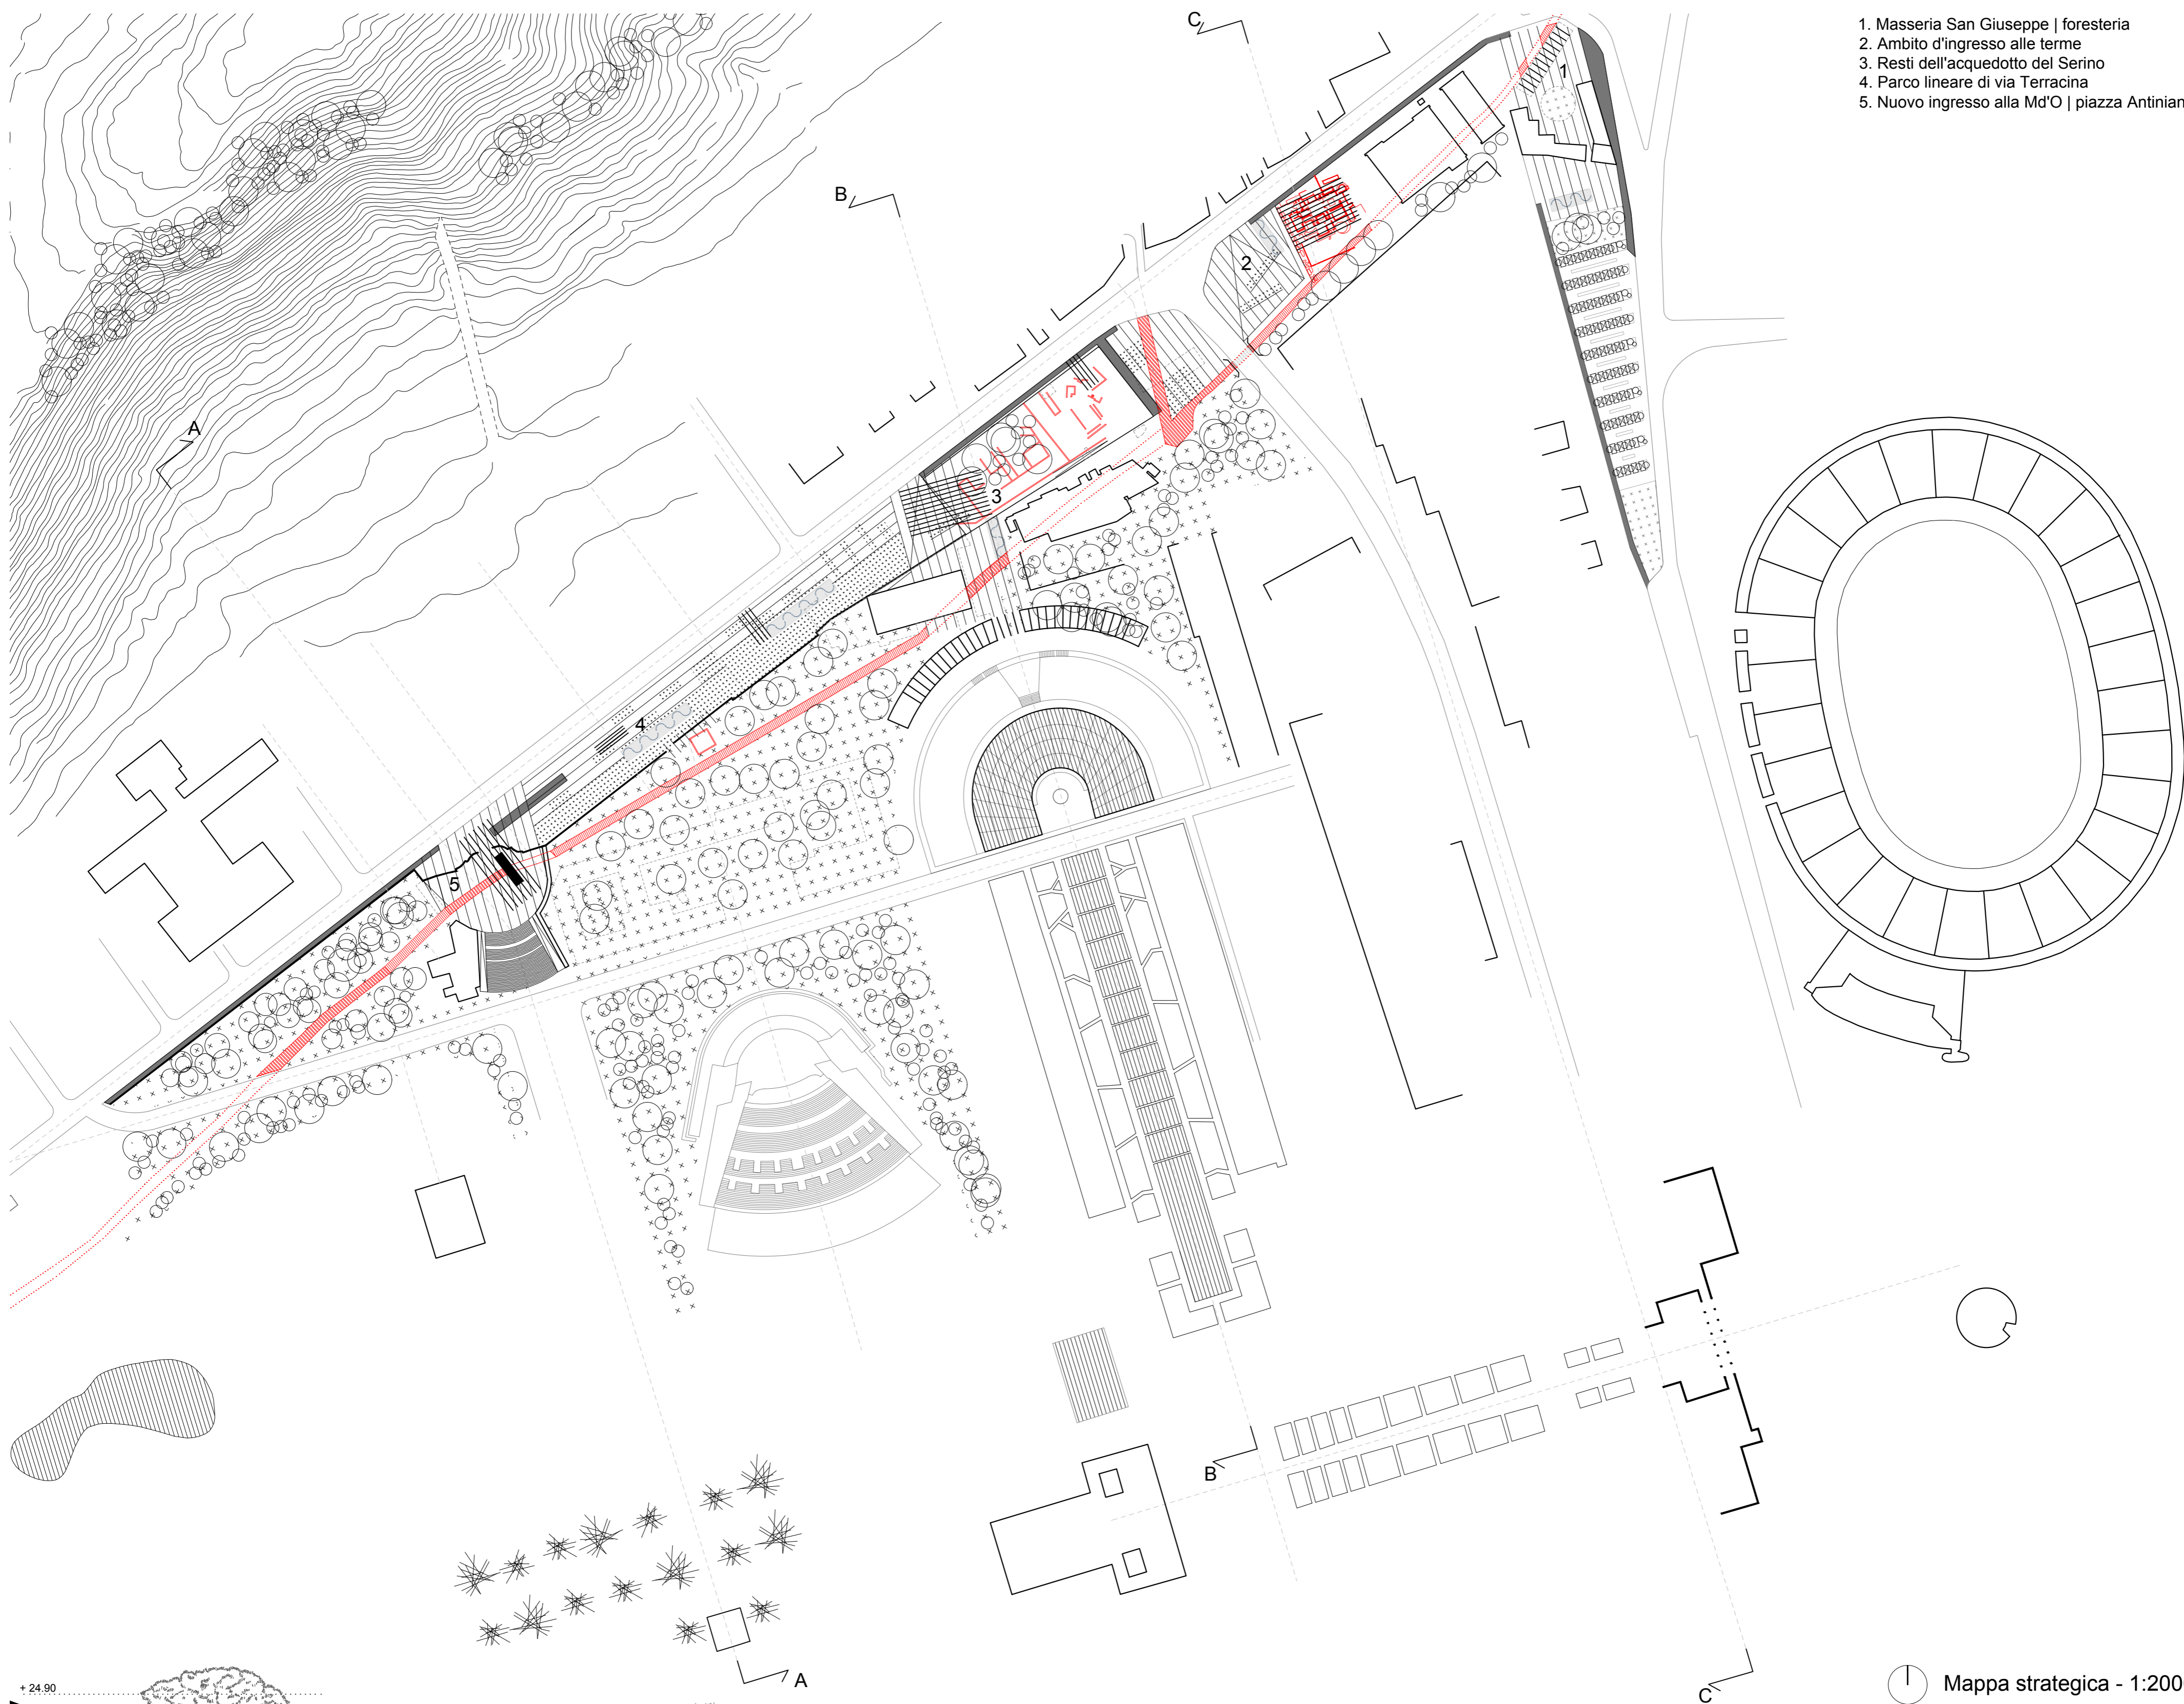 C
1. Masseria San Giuseppe | foresteria
2. Ambito d'ingresso alle terme
3. Resti dell'acquedotto del Serino
4. Parco lineare di via Terracina
5. Nuovo ingresso alla Md'O | piazza Antinian
1
B
2
A
3
4
5
B
A
C
+ 24.90
Mappa strategica - 1:200